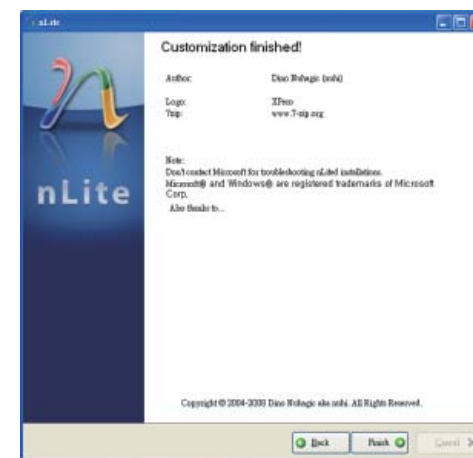 nLite
Customization finished!
Author: Dino Nuhagic (nuhi)
Logo: XPero
7zip: www.7-zip.org
Note:
Don't contact Microsoft for troubleshooting nLited installations.
Microsoft® and Windows® are registered trademarks of Microsoft
Corp.
Also thanks to...
nLite
Copyright © 2004-2008 Dino Nuhagic aka nuhi. All Rights Reserved.
Back
Finish
Cancel